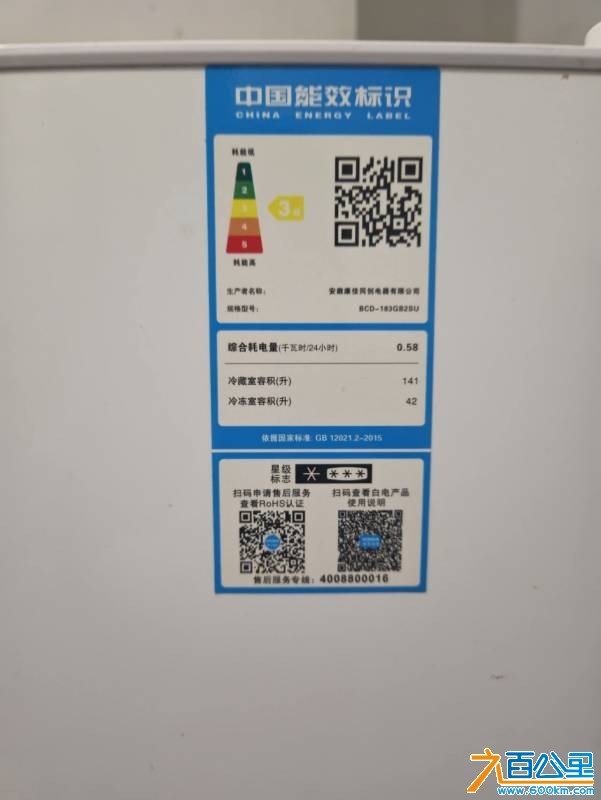 中国能效标识
CHINA ENERGY LABEL
耗能低
1
2
3
4
5
耗能高
3级
生产者名称：
安徽康佳同创电器有限公司
规格型号：
BCD-183GB2SU
综合耗电量(千瓦时/24小时)
0.58
冷藏室容积(升)
141
冷冻室容积(升)
42
依据国家标准: GB 12021.2-2015
星级
标志
扫码申请售后服务
查看RoHS认证
扫码查看白电产品
使用说明
售后服务专线：4008800016
九百公里
www.600km.com